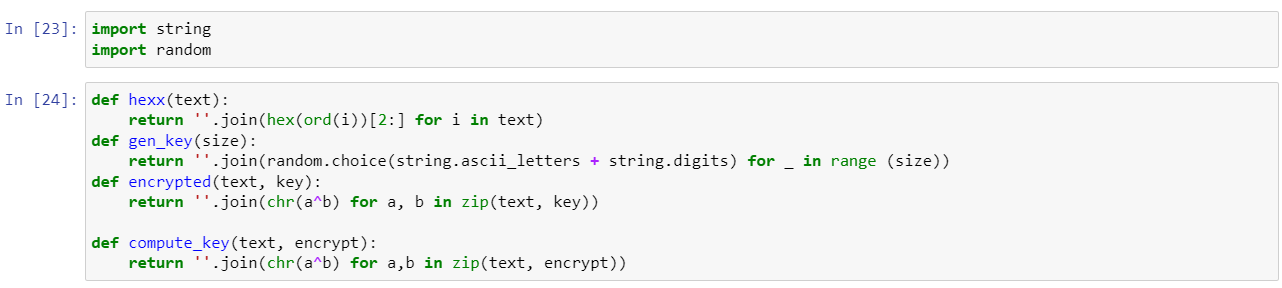 In [23]: import string
import random
In [24]: def hexx(text):
    return ''.join(hex(ord(i))[2:] for i in text)
def gen_key(size):
    return ''.join(random.choice(string.ascii_letters + string.digits) for _ in range (size))
def encrypted(text, key):
    return ''.join(chr(a^b) for a, b in zip(text, key))
def compute_key(text, encrypt):
    return ''.join(chr(a^b) for a,b in zip(text, encrypt))